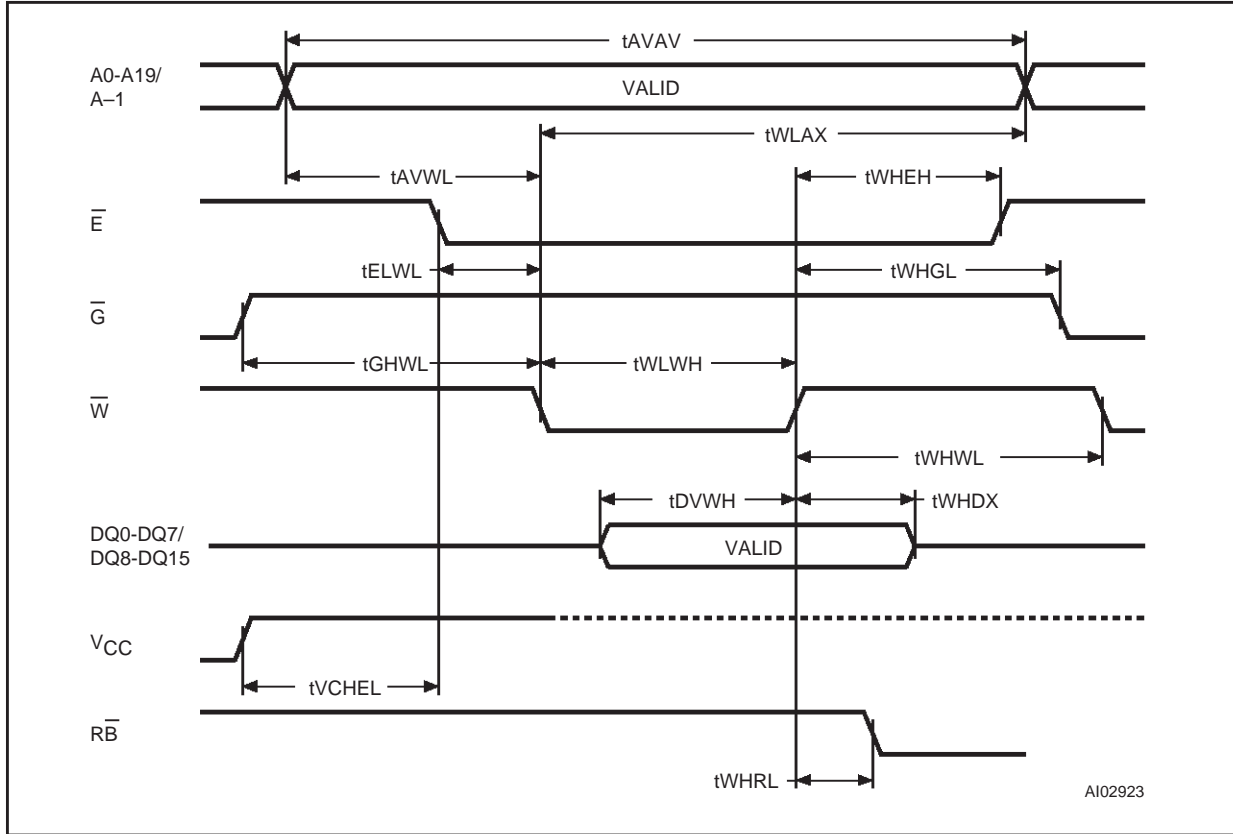 tAVAV
A0-A19/
A–1
VALID
tWLAX
tAVWL
tWHEH
E̅
tELWL
tWHGL
G̅
tGHWL
tWLWH
W̅
tWHWL
tDVWH
tWHDX
DQ0-DQ7/
DQ8-DQ15
VALID
VCC
tVCHEL
RB̅
tWHRL
AI02923